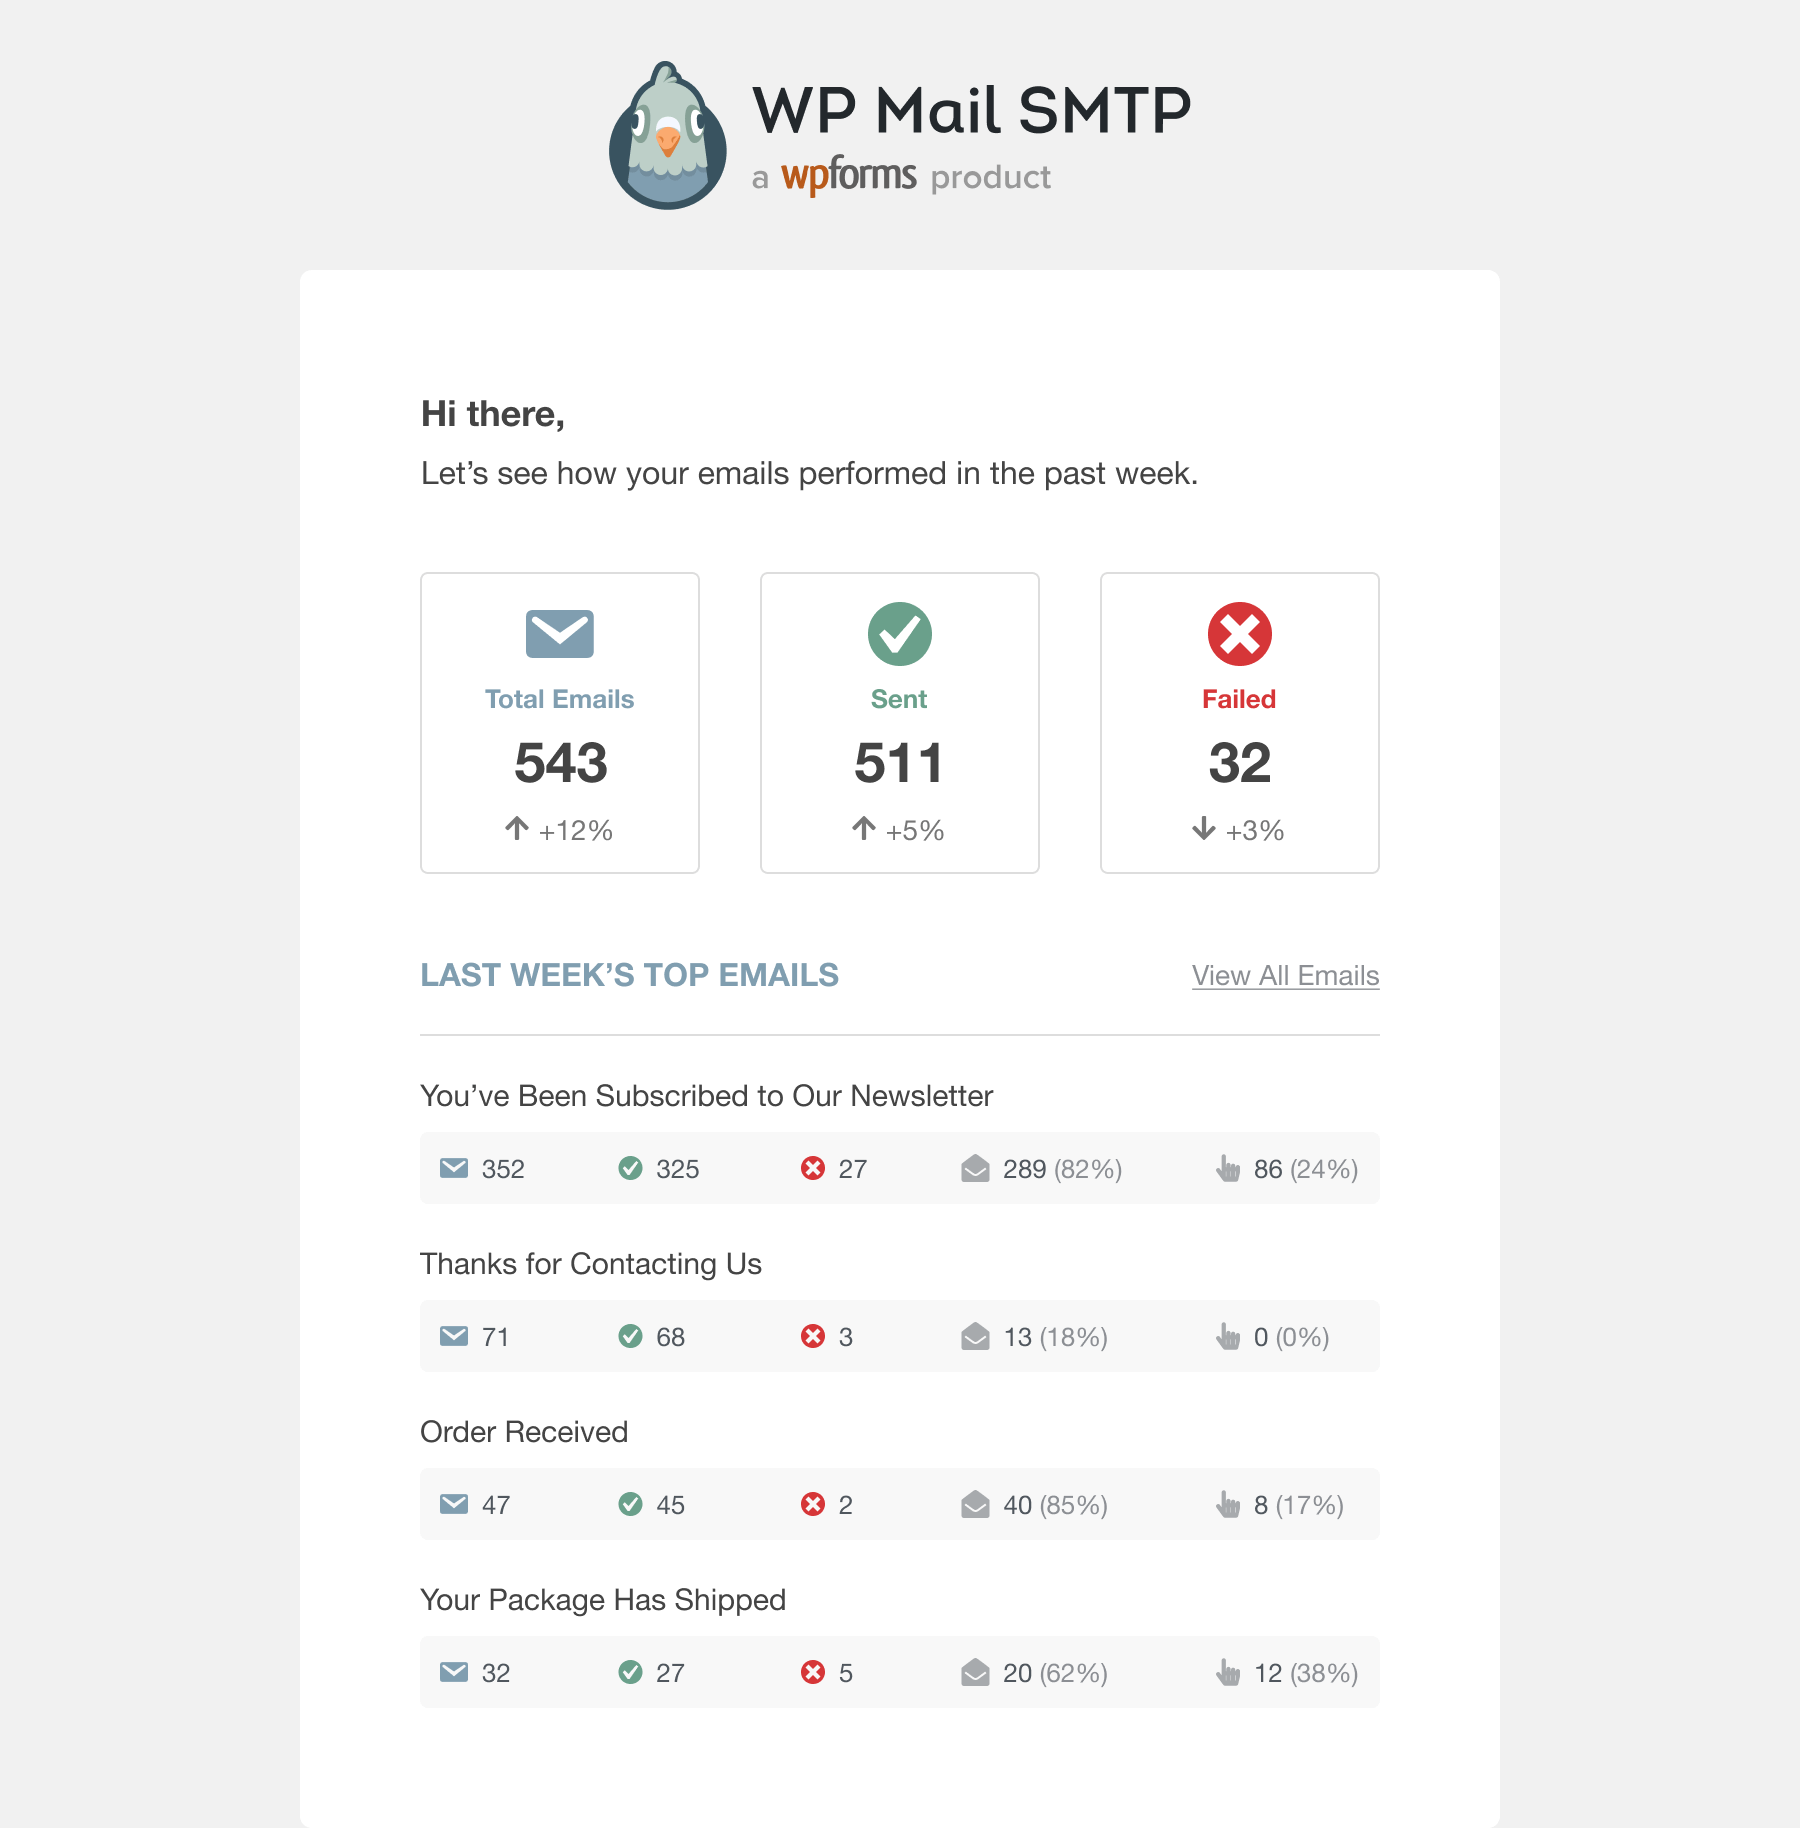 WP Mail SMTP
a wpforms product
Hi there,
Let’s see how your emails performed in the past week.
Total Emails
543
+12%
Sent
511
+5%
Failed
32
+3%
LAST WEEK’S TOP EMAILS
View All Emails
You’ve Been Subscribed to Our Newsletter
352 325 27 289 (82%) 86 (24%)
Thanks for Contacting Us
71 68 3 13 (18%) 0 (0%)
Order Received
47 45 2 40 (85%) 8 (17%)
Your Package Has Shipped
32 27 5 20 (62%) 12 (38%)